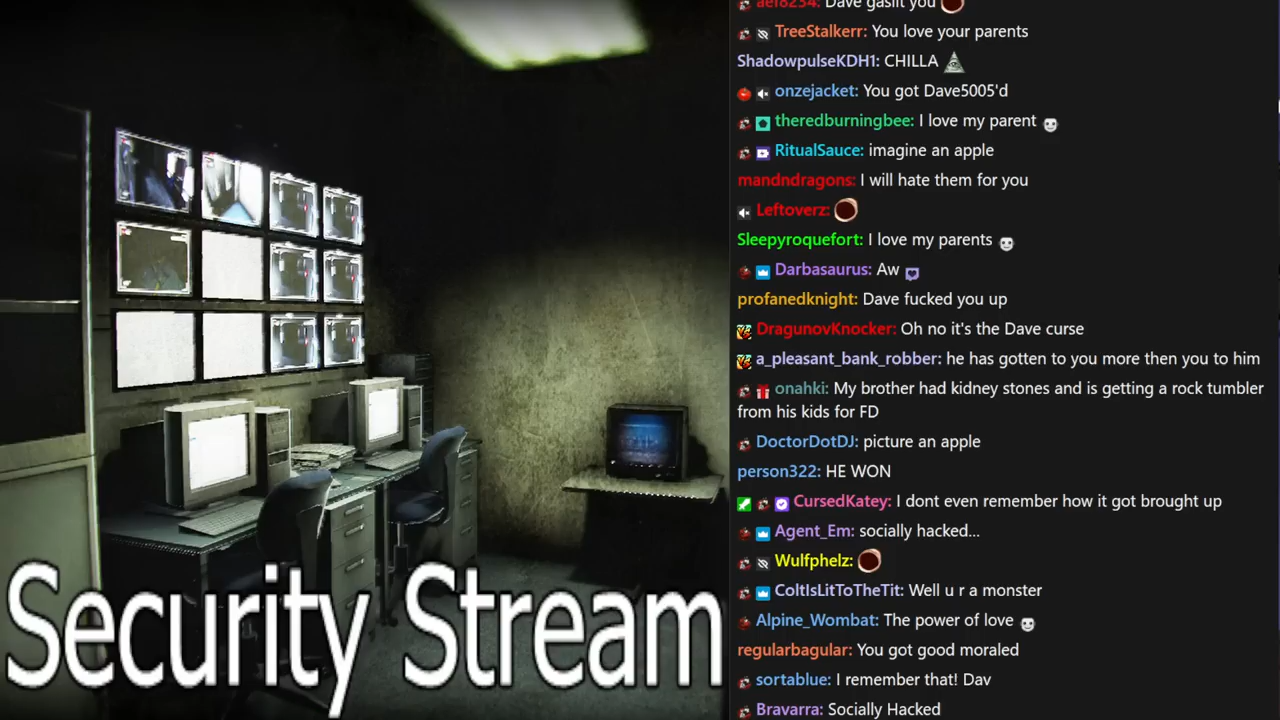 Security Stream
aef8234: Dave gaslit you
TreeStalkerr: You love your parents
ShadowpulseKDH1: CHILLA
onzejacket: You got Dave5005'd
theredburningbee: I love my parent
RitualSauce: imagine an apple
mandndragons: I will hate them for you
Leftoverz:
Sleepyroquefort: I love my parents
Darbasaurus: Aw
profanedknight: Dave fucked you up
DragunovKnocker: Oh no it's the Dave curse
a_pleasant_bank_robber: he has gotten to you more then you to him
onahki: My brother had kidney stones and is getting a rock tumbler
from his kids for FD
DoctorDotDJ: picture an apple
person322: HE WON
CursedKatey: I dont even remember how it got brought up
Agent_Em: socially hacked...
Wulfphelz:
ColtIsLitToTheTit: Well u r a monster
Alpine_Wombat: The power of love
regularbagular: You got good moraled
sortablue: I remember that! Dav
Bravarra: Socially Hacked